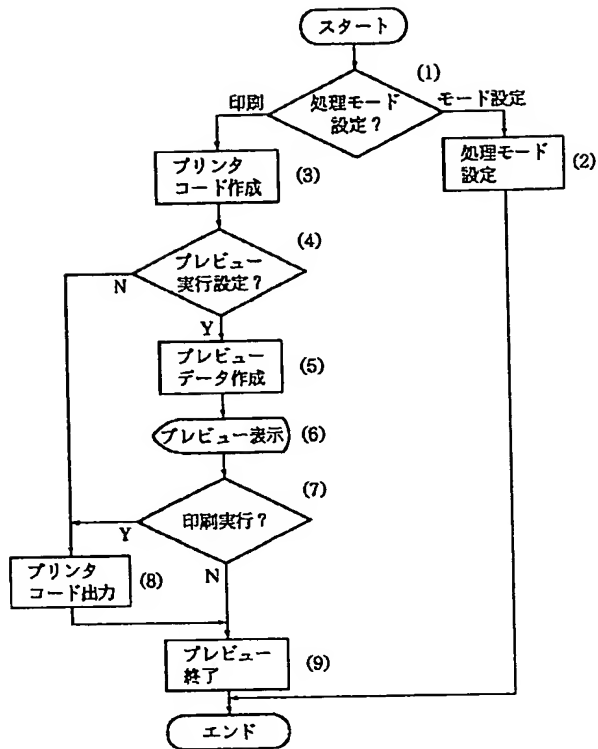 スタート
(1)
印刷
処理モード
設定?
モード設定
プリンタ
コード作成
(3)
処理モード
設定
(2)
(4)
プレビュー
実行設定?
N
Y
プレビュー
データ作成
(5)
プレビュー表示
(6)
(7)
印刷実行?
Y
N
プリンタ
コード出力
(8)
プレビュー
終了
(9)
エンド